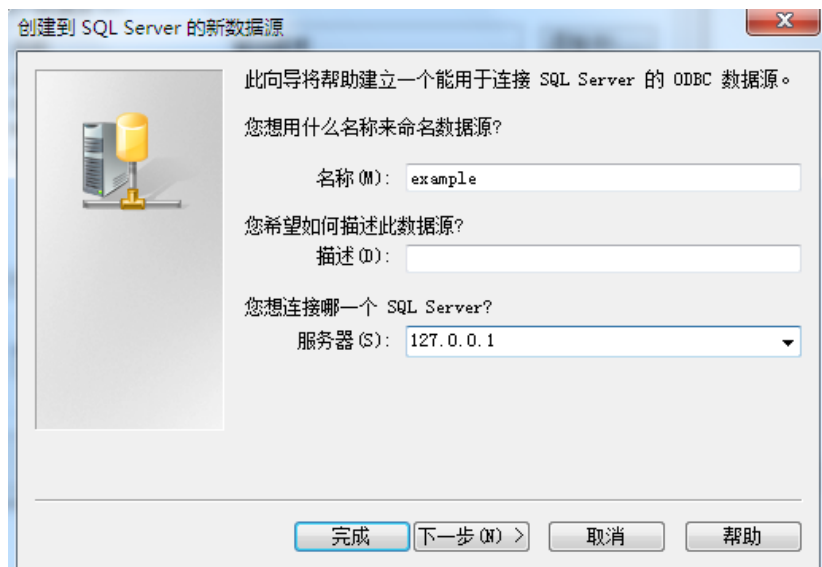 创建到 SQL Server 的新数据源
此向导将帮助建立一个能用于连接 SQL Server 的 ODBC 数据源。
您想用什么名称来命名数据源?
名称(M): example
您希望如何描述此数据源?
描述(D):
您想连接哪一个 SQL Server?
服务器(S): 127.0.0.1
完成 下一步(N) > 取消 帮助